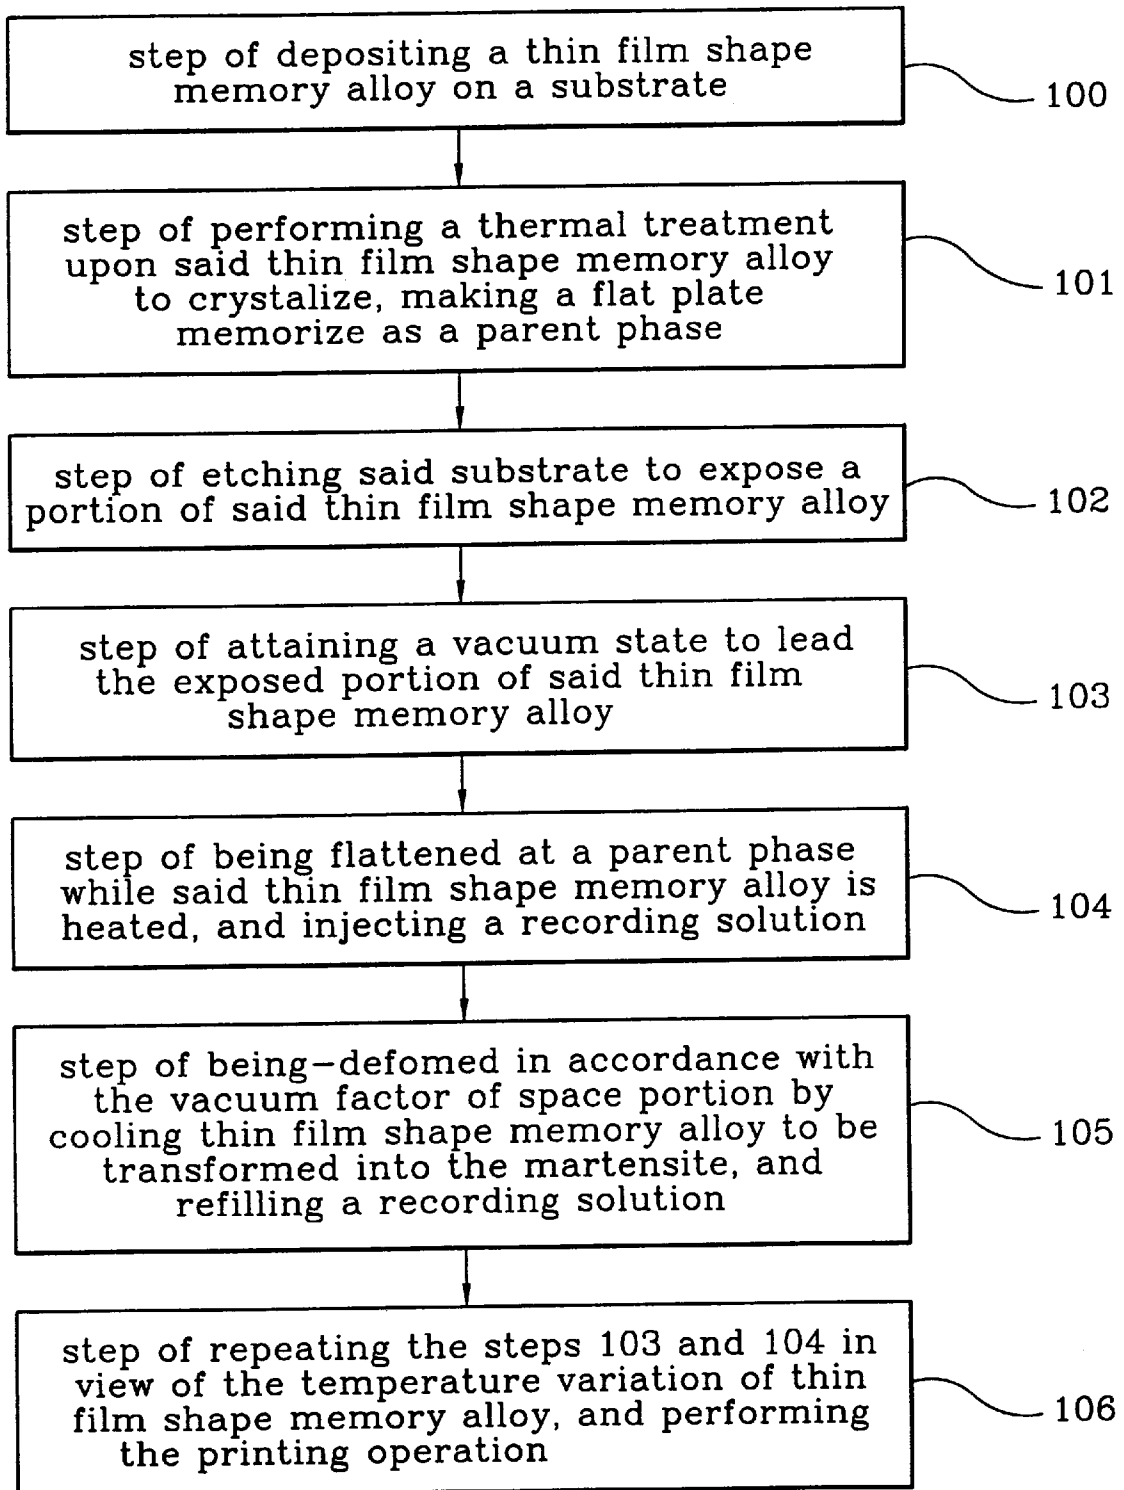 step of depositing a thin film shape
memory alloy on a substrate
100
step of performing a thermal treatment
upon said thin film shape memory alloy
to crystalize, making a flat plate
memorize as a parent phase
101
step of etching said substrate to expose a
portion of said thin film shape memory alloy
102
step of attaining a vacuum state to lead
the exposed portion of said thin film
shape memory alloy
103
step of being flattened at a parent phase
while said thin film shape memory alloy is
heated, and injecting a recording solution
104
step of being-defomed in accordance with
the vacuum factor of space portion by
cooling thin film shape memory alloy to be
transformed into the martensite, and
refilling a recording solution
105
step of repeating the steps 103 and 104 in
view of the temperature variation of thin
film shape memory alloy, and performing
the printing operation
106